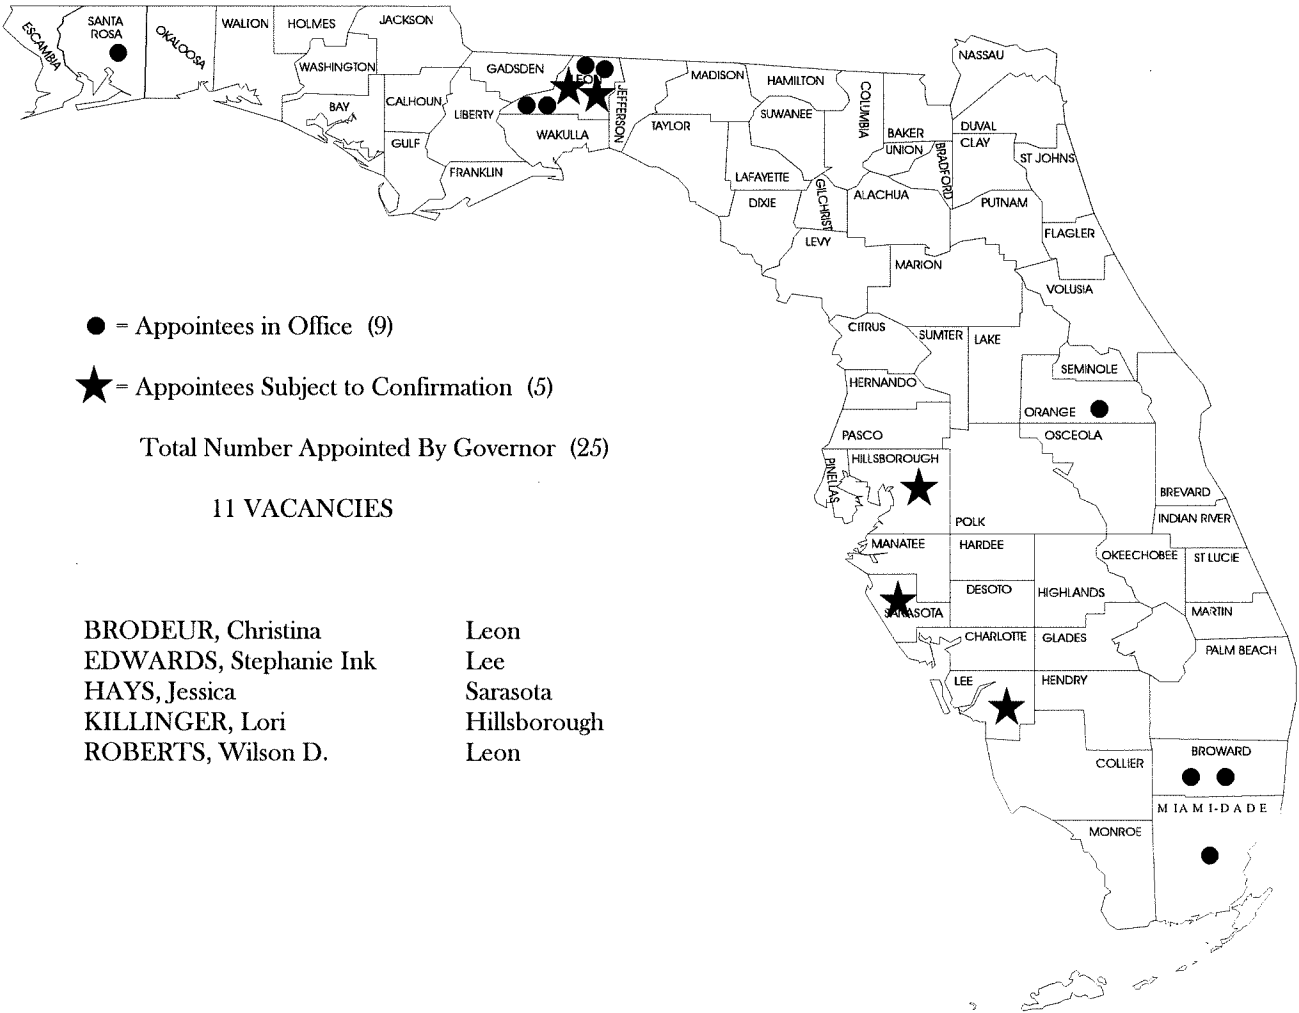 SANTA
ROSA
ESCAMBIA
OKALOOSA
WALTON
HOLMES
JACKSON
WASHINGTON
BAY
CALHOUN
GULF
GADSDEN
LIBERTY
LEON
JEFFERSON
WAKULLA
FRANKLIN
MADISON
TAYLOR
HAMILTON
SUWANEE
LAFAYETTE
DIXIE
COLUMBIA
BAKER
UNION
BRADFORD
GILCHRIST
ALACHUA
LEVY
NASSAU
DUVAL
CLAY
ST JOHNS
PUTNAM
FLAGLER
MARION
VOLUSIA
CITRUS
SUMTER
LAKE
SEMINOLE
HERNANDO
ORANGE
PASCO
OSCEOLA
PINELLAS
HILLSBOROUGH
POLK
BREVARD
INDIAN RIVER
MANATEE
HARDEE
OKEECHOBEE
ST LUCIE
DESOTO
HIGHLANDS
SARASOTA
MARTIN
CHARLOTTE
GLADES
PALM BEACH
LEE
HENDRY
BROWARD
COLLIER
MIAMI-DADE
MONROE
= Appointees in Office (9)
= Appointees Subject to Confirmation (5)
Total Number Appointed By Governor (25)
11 VACANCIES
BRODEUR, Christina Leon
EDWARDS, Stephanie Ink Lee
HAYS, Jessica Sarasota
KILLINGER, Lori Hillsborough
ROBERTS, Wilson D. Leon